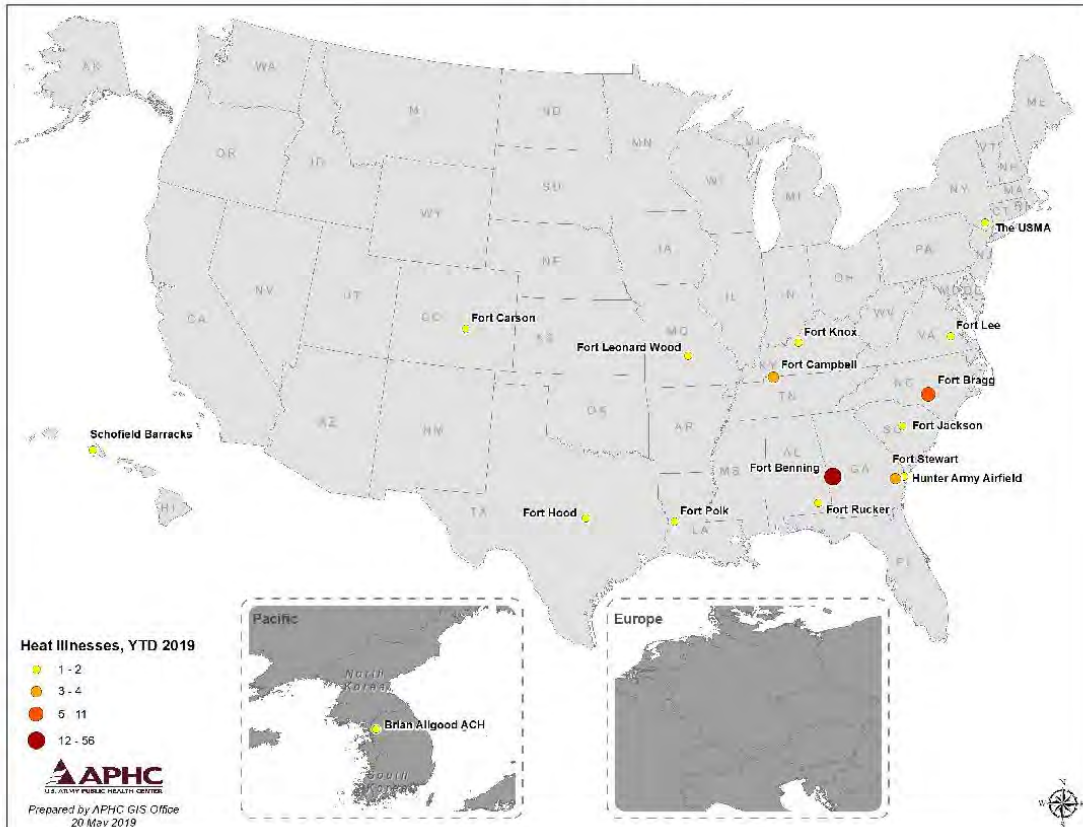 AK
WA
MT
ND
MN
ME
OR
ID
SD
WI
MI
MI
VT
NH
NY
MA
CT
RI
WY
IA
NE
PA
NJ
The USMA
NV
UT
IL
IN
OH
MD
DE
CA
CO
Fort Carson
KS
MO
Fort Leonard Wood
Fort Knox
WV
VA
Fort Lee
KY
Fort Campbell
TN
NC
Fort Bragg
AZ
NM
OK
AR
SC
Fort Jackson
Schofield Barracks
HI
MS
AL
GA
Fort Benning
Fort Stewart
Hunter Army Airfield
TX
Fort Hood
Fort Polk
LA
Fort Rucker
FL
Pacific
North
Korea
Brian Allgood ACH
South
Korea
Europe
Heat Illnesses, YTD 2019
1 - 2
3 - 4
5 11
12 - 56
APHC
U.S. ARMY PUBLIC HEALTH CENTER
Prepared by APHC GIS Office
20 May 2019
N